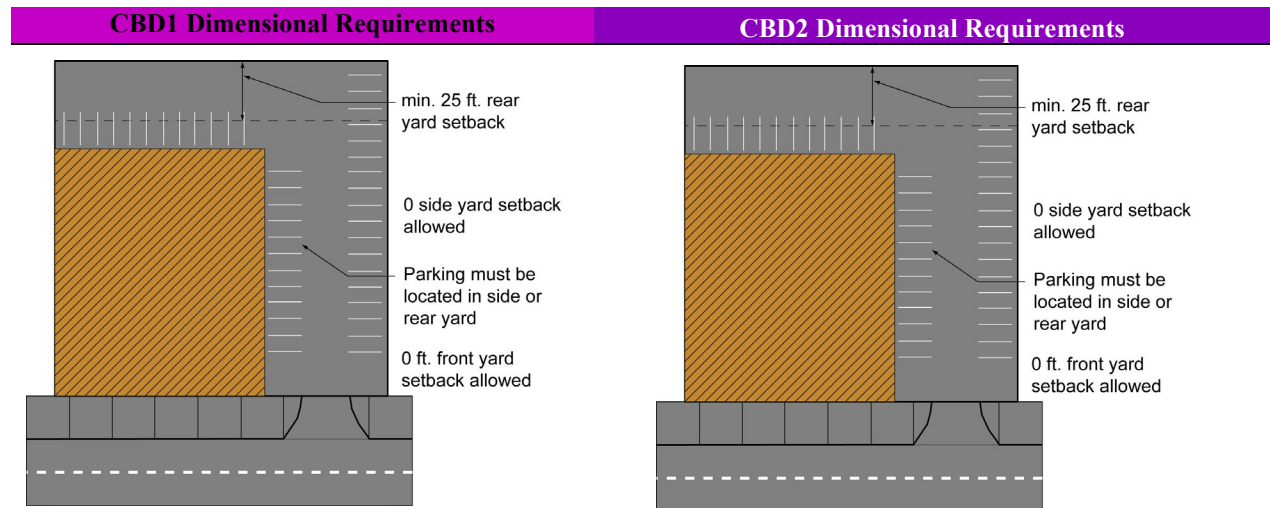 CBD1 Dimensional Requirements
min. 25 ft. rear
yard setback
0 side yard setback
allowed
Parking must be
located in side or
rear yard
0 ft. front yard
setback allowed
CBD2 Dimensional Requirements
min. 25 ft. rear
yard setback
0 side yard setback
allowed
Parking must be
located in side or
rear yard
0 ft. front yard
setback allowed